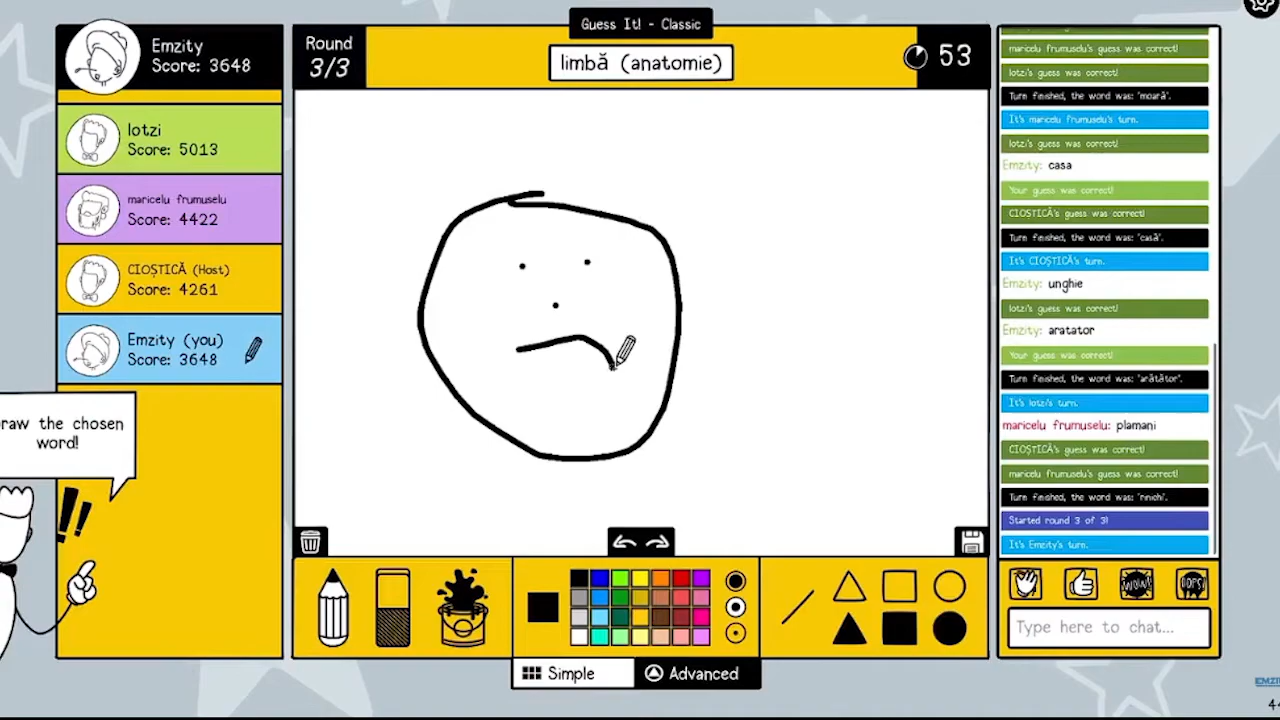 Guess It! - Classic
Emzity
Score: 3648
Round
3/3
limbă (anatomie)
53
lotzi
Score: 5013
maricelu frumuselu
Score: 4422
CIOȘTICĂ (Host)
Score: 4261
Emzity (you)
Score: 3648
raw the chosen
word!
maricelu frumuselu's guess was correct!
lotzi's guess was correct!
Turn finished, the word was: 'moară'.
It's maricelu frumuselu's turn.
lotzi's guess was correct!
Emzity: casa
Your guess was correct!
CIOȘTICĂ's guess was correct!
Turn finished, the word was: 'casă'.
It's CIOȘTICĂ's turn.
Emzity: unghie
lotzi's guess was correct!
Emzity: aratator
Your guess was correct!
Turn finished, the word was: 'arătător'.
It's lotzi's turn.
maricelu frumuselu: plamani
CIOȘTICĂ's guess was correct!
maricelu frumuselu's guess was correct!
Turn finished, the word was: 'rinichi'.
Started round 3 of 3!
It's Emzity's turn.
WOW!
OOPS!
Type here to chat...
Simple
Advanced